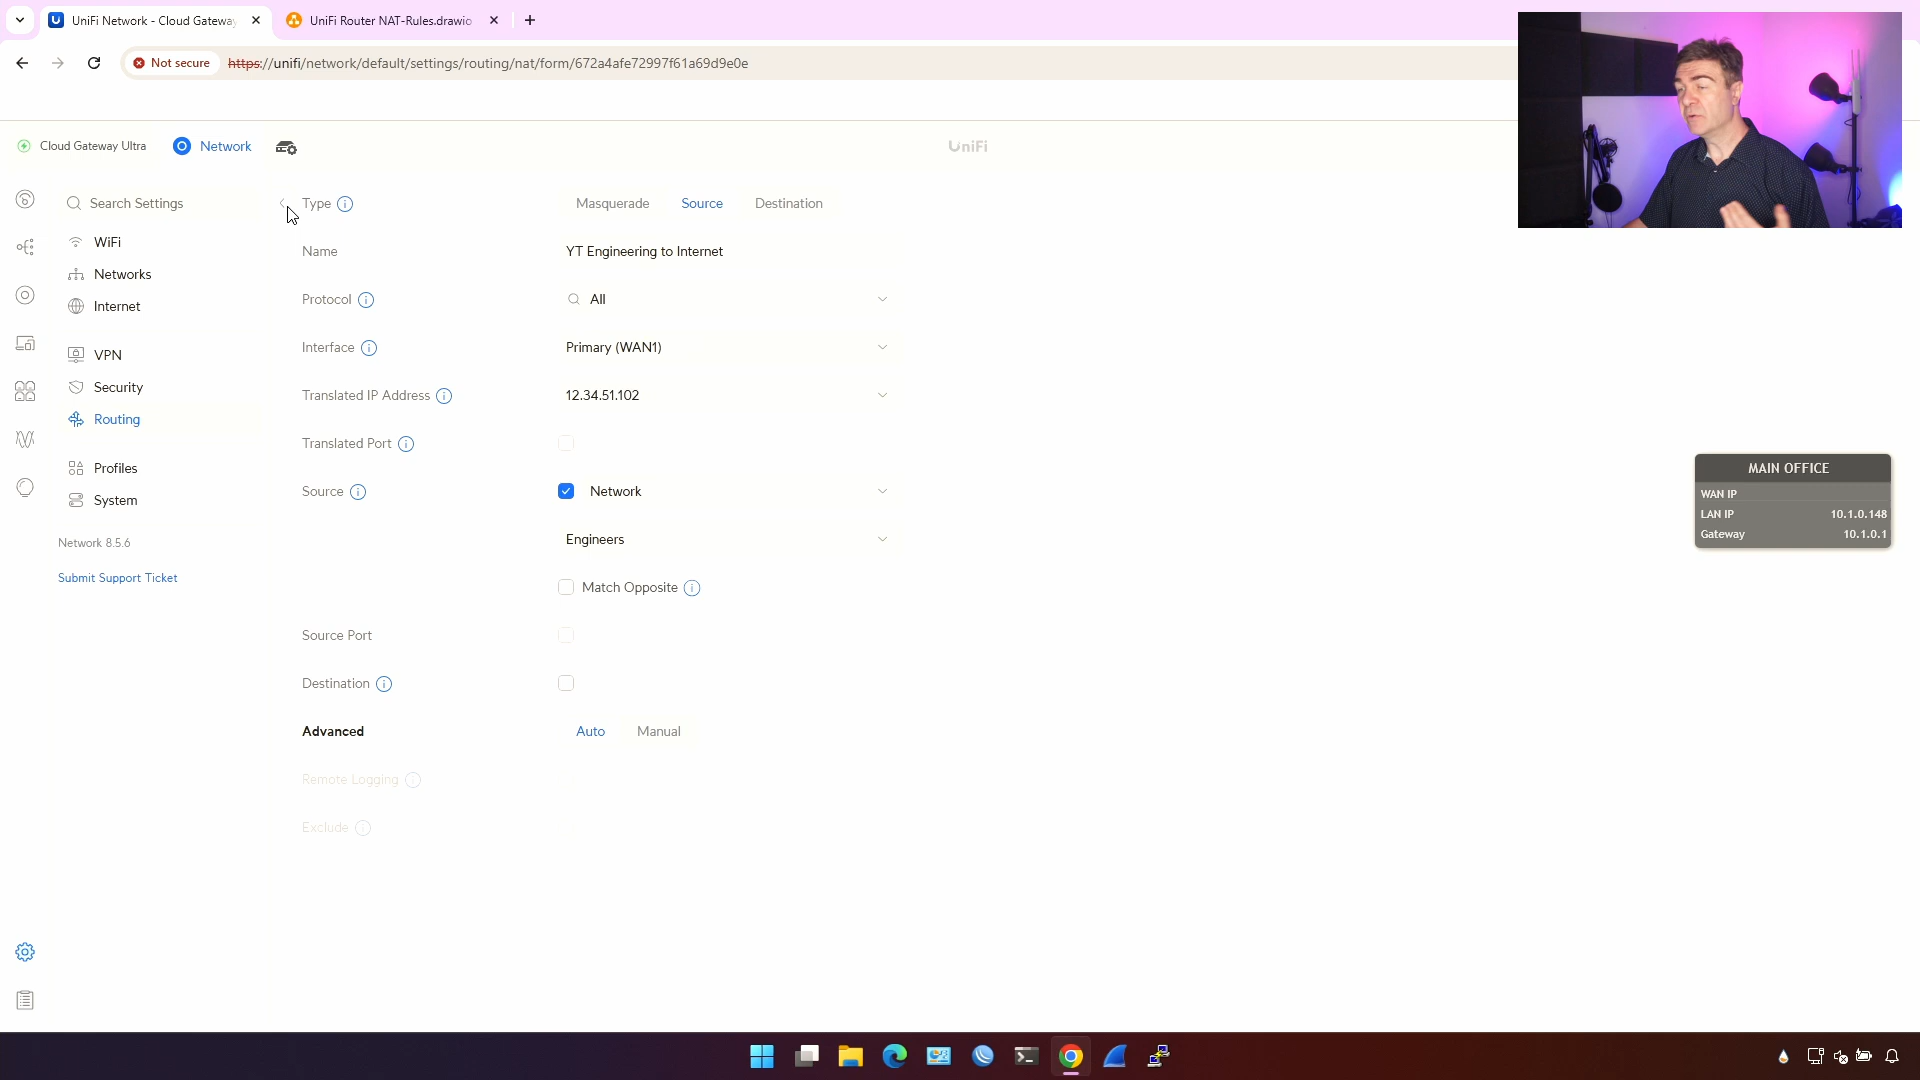 UniFi Network - Cloud Gateway
UniFi Router NAT-Rules.drawio
Not secure
https://unifi/network/default/settings/routing/nat/form/672a4afe72997f61a69d9e0e
Cloud Gateway Ultra
Network
UniFi
Search Settings
WiFi
Networks
Internet
VPN
Security
Routing
Profiles
System
Network 8.5.6
Submit Support Ticket
Type
Masquerade Source Destination
Name
YT Engineering to Internet
Protocol
All
Interface
Primary (WAN1)
Translated IP Address
12.34.51.102
Translated Port
Source
Network
Engineers
Match Opposite
Source Port
Destination
Advanced
Auto Manual
Remote Logging
Exclude
MAIN OFFICE
WAN IP
LAN IP 10.1.0.148
Gateway 10.1.0.1